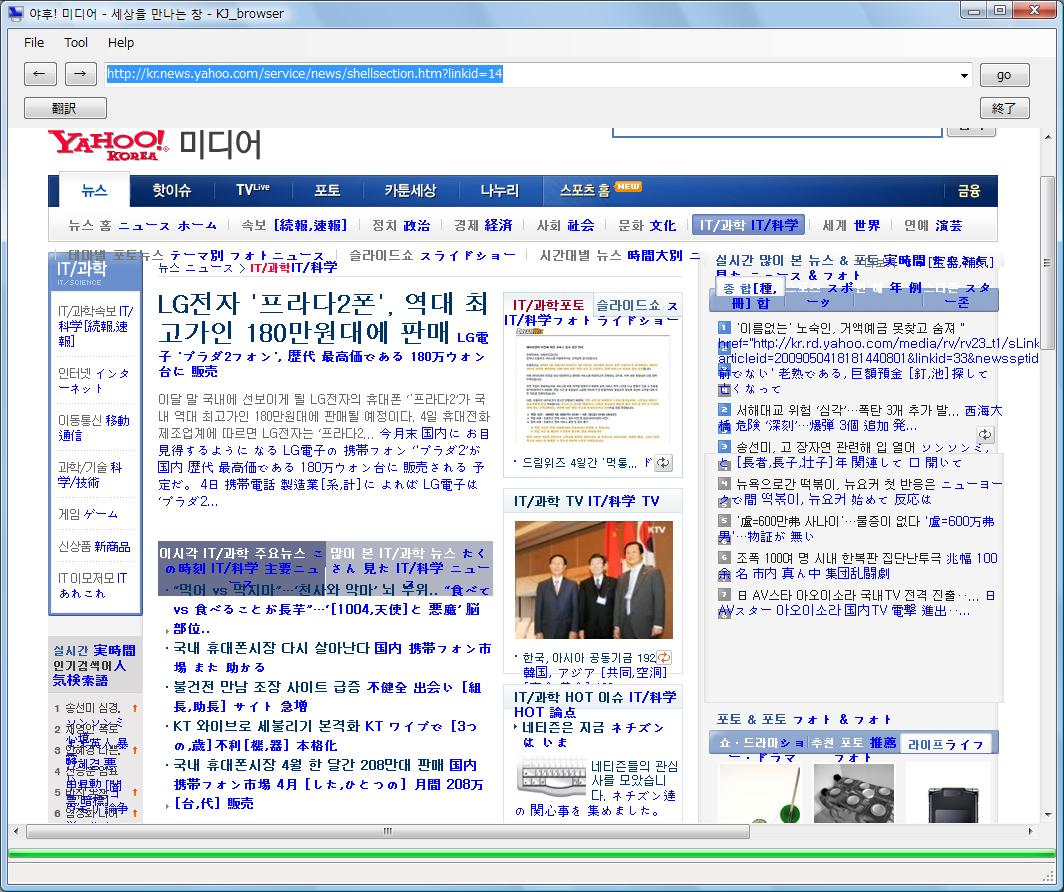 야후! 미디어 - 세상을 만나는 창 - KJ_browser
File Tool Help
← → http://kr.news.yahoo.com/service/news/shellsection.htm?linkid=14 go
翻訳 終了
YAHOO! KOREA 미디어
뉴스 핫이슈 TV Live 포토 카툰세상 나누리 스포츠 홈 NEW 금융
뉴스 홈 ニュース ホーム 속보 [続報,速報] 정치 政治 경제 経済 사회 社会 문화 文化 IT/과학 IT/科学 세계 世界 연예 演芸
테마별 포토뉴스 テーマ別 フォトニュース 슬라이드쇼 スライドショー 시간대별 뉴스 時間大別 ニ
IT/과학
IT/SCIENCE
IT/과학속보 IT/
科学[続報,速
報]
인터넷 インタ
ーネット
이동통신 移動
通信
과학/기술 科
学/技術
게임 ゲーム
신상품 新商品
IT 이모저모 IT
あれこれ
실시간 実時間
인기검색어人
気検索語
1 송선미 심경.
2
3
4
5
6
뉴스 ニュース > IT/과학IT/科学
LG전자 '프라다2폰', 역대 최
고가인 180만원대에 판매 LG電
子 'プラダ2フォン', 歴代 最高価である 180万ウォン
台に 販売
이달 말 국내에 선보이게 될 LG전자의 휴대폰 '프라다2'가 국
내 역대 최고가인 180만원대에 판매될 예정이다. 4일 휴대전화
제조업계에 따르면 LG전자는 '프라다2... 今月末 国内に お目
見得するように なる LG電子の 携帯フォン 'プラダ2'が
国内 歴代 最高価である 180万ウォン台に 販売される 予
定だ。 4日 携帯電話 製造業界[系,計]に よれば LG電子は
'プラダ2...
이시각 IT/과학 주요뉴스 こ
の時刻 IT/科学 主要ニュ
ース
많이 본 IT/과학 뉴스 たく
さん 見た IT/科学 ニュー
ス
· "먹어 vs 먹지마"…'천사와 악마' 뇌 부위.. "食べて
vs 食べることが長芋"…'[1004,天使]と 悪魔' 脳
部位..
· 국내 휴대폰시장 다시 살아난다 国内 携帯フォン市
場 また 助かる
· 불건전 만남 조장 사이트 급증 不健全 出会い [組
長,助長] サイト 急増
· KT 와이브로 세불리기 본격화 KT ワイブで [3つ
の,歳]不利[機,器] 本格化
· 국내 휴대폰시장 4월 한 달간 208만대 판매 国内
携帯フォン市場 4月 [した,ひとつの] 月間 208万
[台,代] 販売
IT/과학포토 슬라이드쇼 ス
IT/科学フォトライドショー
· 드림위즈 4일간 '먹통...
IT/과학 TV IT/科学 TV
KTV
· 한국, 아시아 공동기금 192
韓国, アジア [共同,空洞]
IT/과학 HOT 이슈 IT/科学
HOT 論点
· 네티즌은 지금 ネチズン
は いま
네티즌들의 관심
사를 모았습니
다. ネチズン達
の 関心事を 集めました。
실시간 많이 본 뉴스 & 포토 実時間
見た ニュース & フォト
종합[種,
冊] 합
1 '이름없는' 노숙인, 거액예금 못찾고 숨져 "
href="http://kr.rd.yahoo.com/media/rv/rv23_t1/sLink
articleid=2009050418181440801&linkid=33&newssetid
前でない' 老熟である, 巨額預金 [釘,池]探して
亡くなって
2 서해대교 위험 '심각'…폭탄 3개 추가 발... 西海大
橋 危険 '深刻'…爆弾 3個 追加 発...
3 송선미, 고 장자연 관련해 입 열어 ソンソンミ,
と [長者,長子,壮子]年 関連して 口 開いて
4 뉴욕으로간 떡볶이, 뉴요커 첫 반응은 ニューヨー
クで間 떡볶이, 뉴요커 始めて 反応は
5 '盧=600만弗 사나이'…물증이 없다 '盧=600万弗
男'…物証が 無い
6 조폭 100여 명 시내 한복판 집단난투극 兆幅 100
余 名 市内 真ん中 集団乱闘劇
7 日 AV스타 아오이소라 국내TV 전격 진출‥... 日
AVスター 아오이소라 国内TV 電撃 進出‥...
포토 & 포토 フォト & フォト
쇼·드라마ショ
ー・ドラマ
추천 포토 推薦
フォト
라이프ライフ